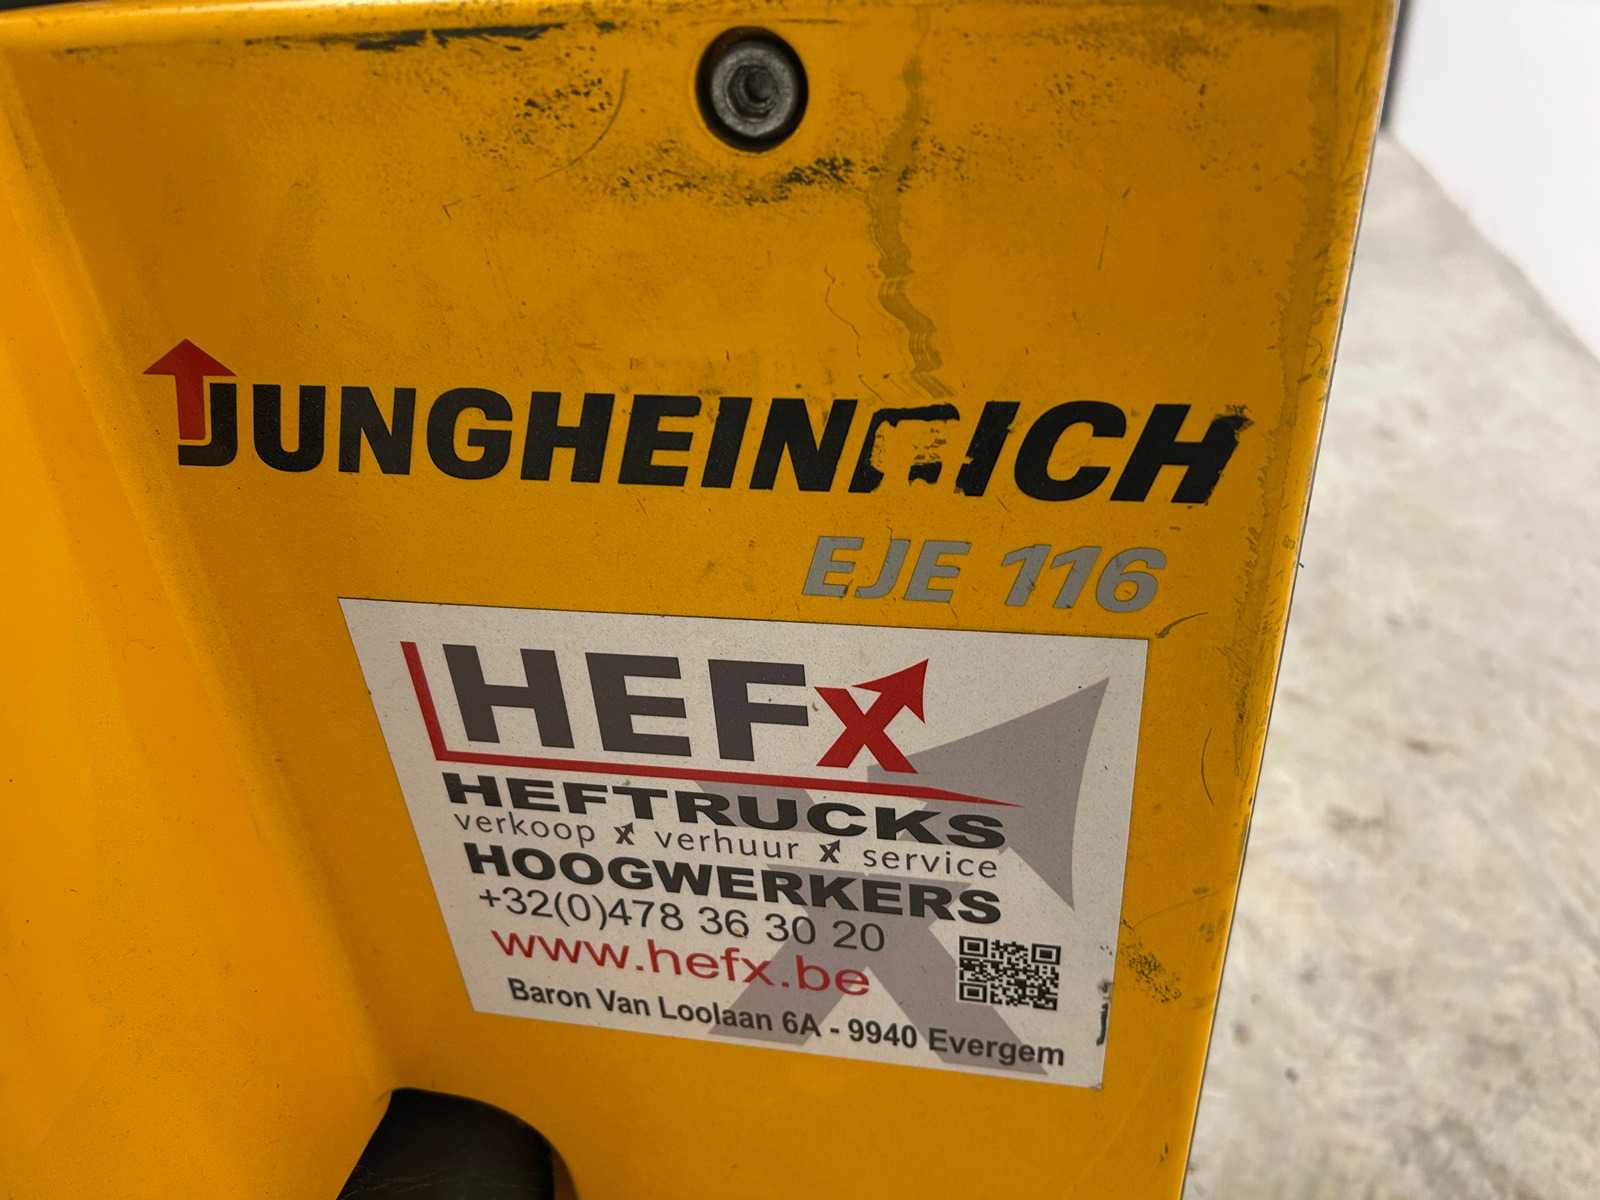 JUNGHEINRICH
EJE 116
HEFx
HEFTRUCKS
verkoop x verhuur x service
HOOGWERKERS
+32(0)478 36 30 20
www.hefx.be
Baron Van Loolaan 6A - 9940 Evergem